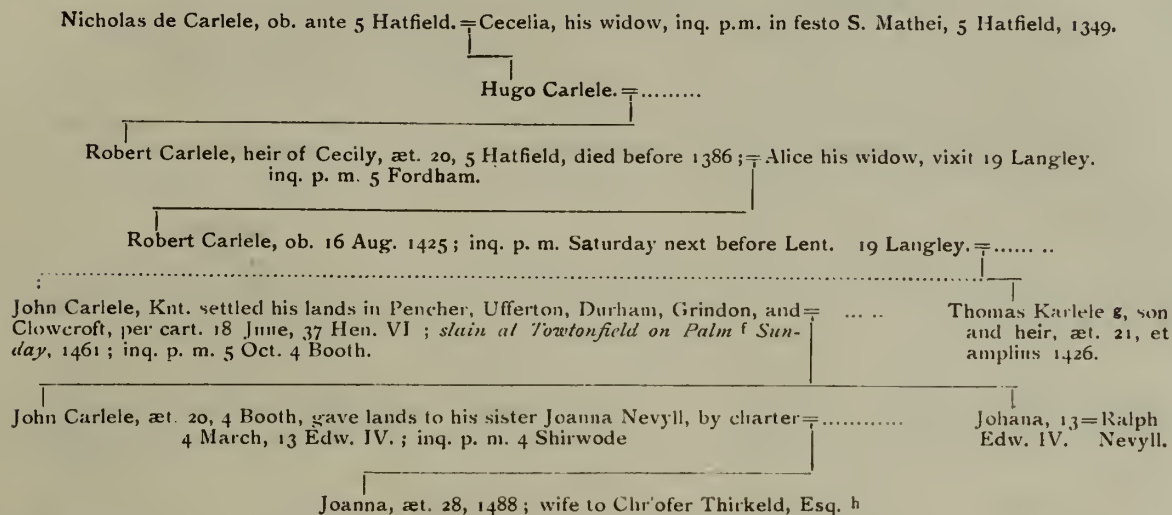 Nicholas de Carlele, ob. ante 5 Hatfield. = Cecelia, his widow, inq. p.m. in festo S. Mathei, 5 Hatfield, 1349.
Hugo Carlele. = .........
Robert Carlele, heir of Cecily, æt. 20, 5 Hatfield, died before 1386; = Alice his widow, vixit 19 Langley.
inq. p. m. 5 Fordham.
Robert Carlele, ob. 16 Aug. 1425; inq. p. m. Saturday next before Lent. 19 Langley. = ...... ..
John Carlele, Knt. settled his lands in Pencher, Ufferton, Durham, Grindon, and = ... ..
Clowcroft, per cart. 18 June, 37 Hen. VI; slain at Towtonfield on Palm f Sun-
day, 1461; inq. p. m. 5 Oct. 4 Booth.
Thomas Karlele g, son
and heir, æt. 21, et
amplius 1426.
John Carlele, æt. 20, 4 Booth, gave lands to his sister Joanna Nevyll, by charter = ............
4 March, 13 Edw. IV.; inq. p. m. 4 Shirwode
Johana, 13 = Ralph
Edw. IV. Nevyll.
Joanna, æt. 28, 1488; wife to Chr'ofer Thirkeld, Esq. h